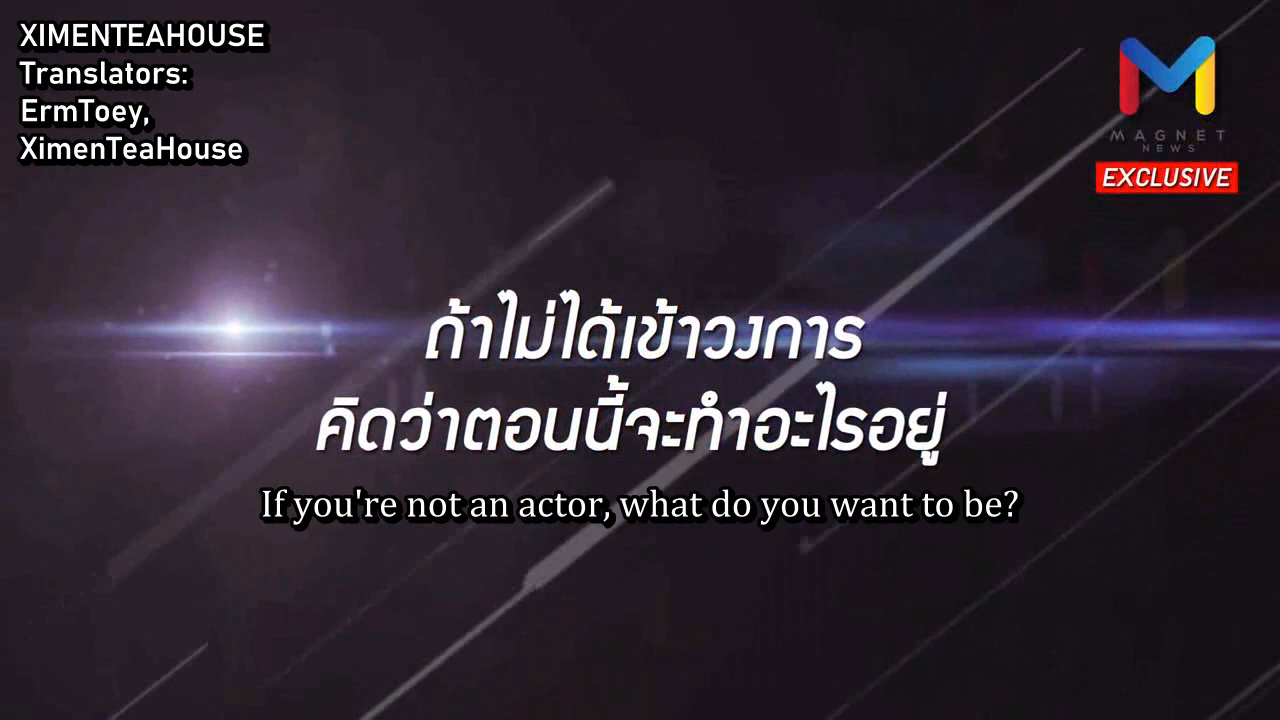 XIMENTEAHOUSE
Translators:
ErmToey,
XimenTeaHouse
MAGNET
NEWS
EXCLUSIVE
ถ้าไม่ได้เข้าวงการ
คิดว่าตอนนี้จะทำอะไรอยู่
If you're not an actor, what do you want to be?